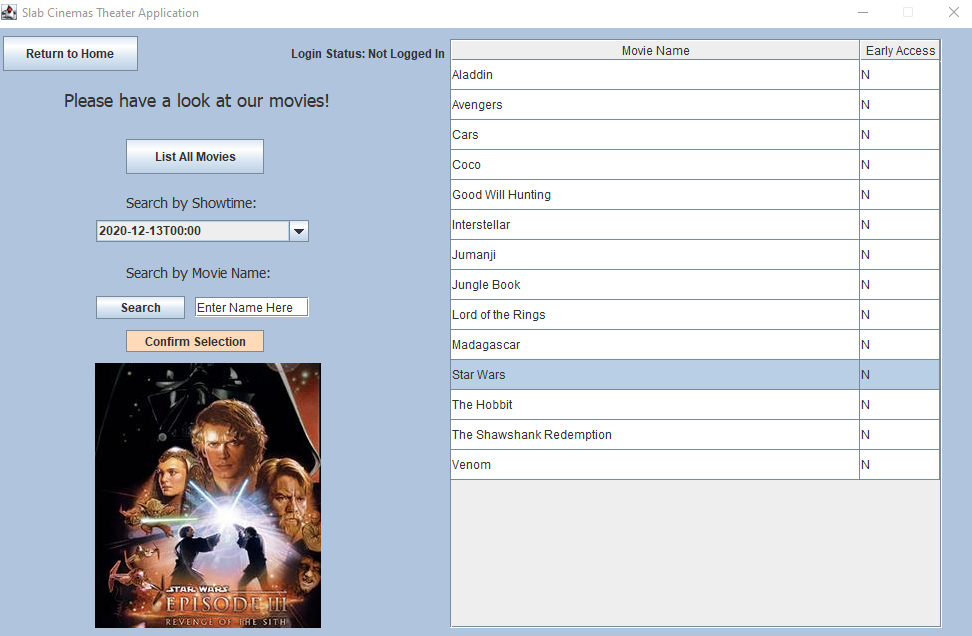 Slab Cinemas Theater Application
Return to Home
Login Status: Not Logged In
Please have a look at our movies!
List All Movies
Search by Showtime:
2020-12-13T00:00
Search by Movie Name:
Search
Enter Name Here
Confirm Selection
STAR WARS
EPISODE III
REVENGE OF THE SITH
Movie Name Early Access
Aladdin N
Avengers N
Cars N
Coco N
Good Will Hunting N
Interstellar N
Jumanji N
Jungle Book N
Lord of the Rings N
Madagascar N
Star Wars N
The Hobbit N
The Shawshank Redemption N
Venom N